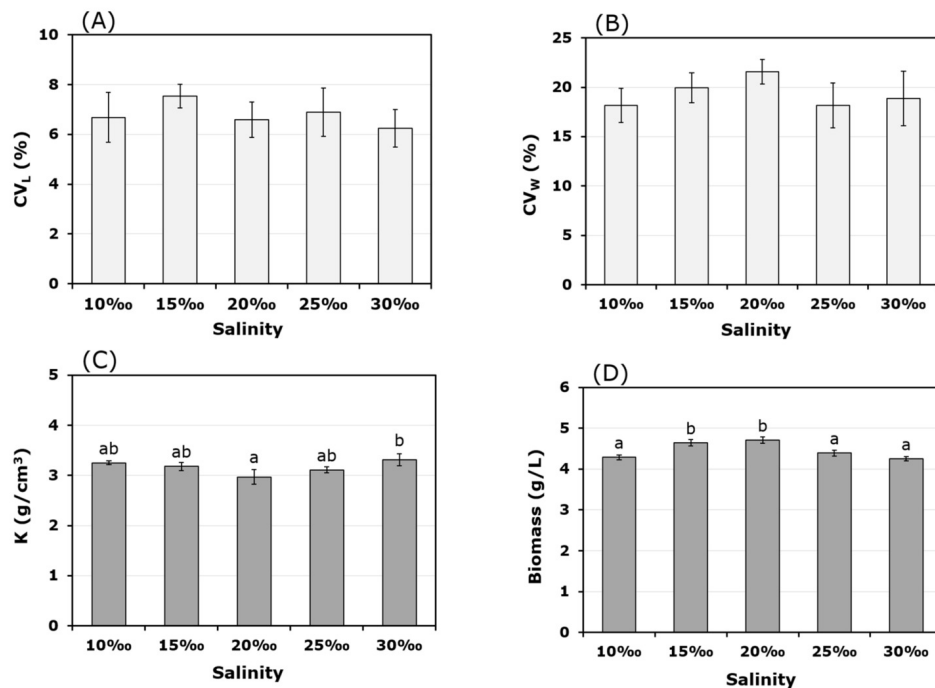 (A)
CV_L (%)
10
8
6
4
2
0
10‰ 15‰ 20‰ 25‰ 30‰
Salinity
(B)
CV_W (%)
25
20
15
10
5
0
10‰ 15‰ 20‰ 25‰ 30‰
Salinity
(C)
K (g/cm³)
5
4
3
2
1
0
ab ab a ab b
10‰ 15‰ 20‰ 25‰ 30‰
Salinity
(D)
Biomass (g/L)
6
5
4
3
2
1
0
a b b a a
10‰ 15‰ 20‰ 25‰ 30‰
Salinity